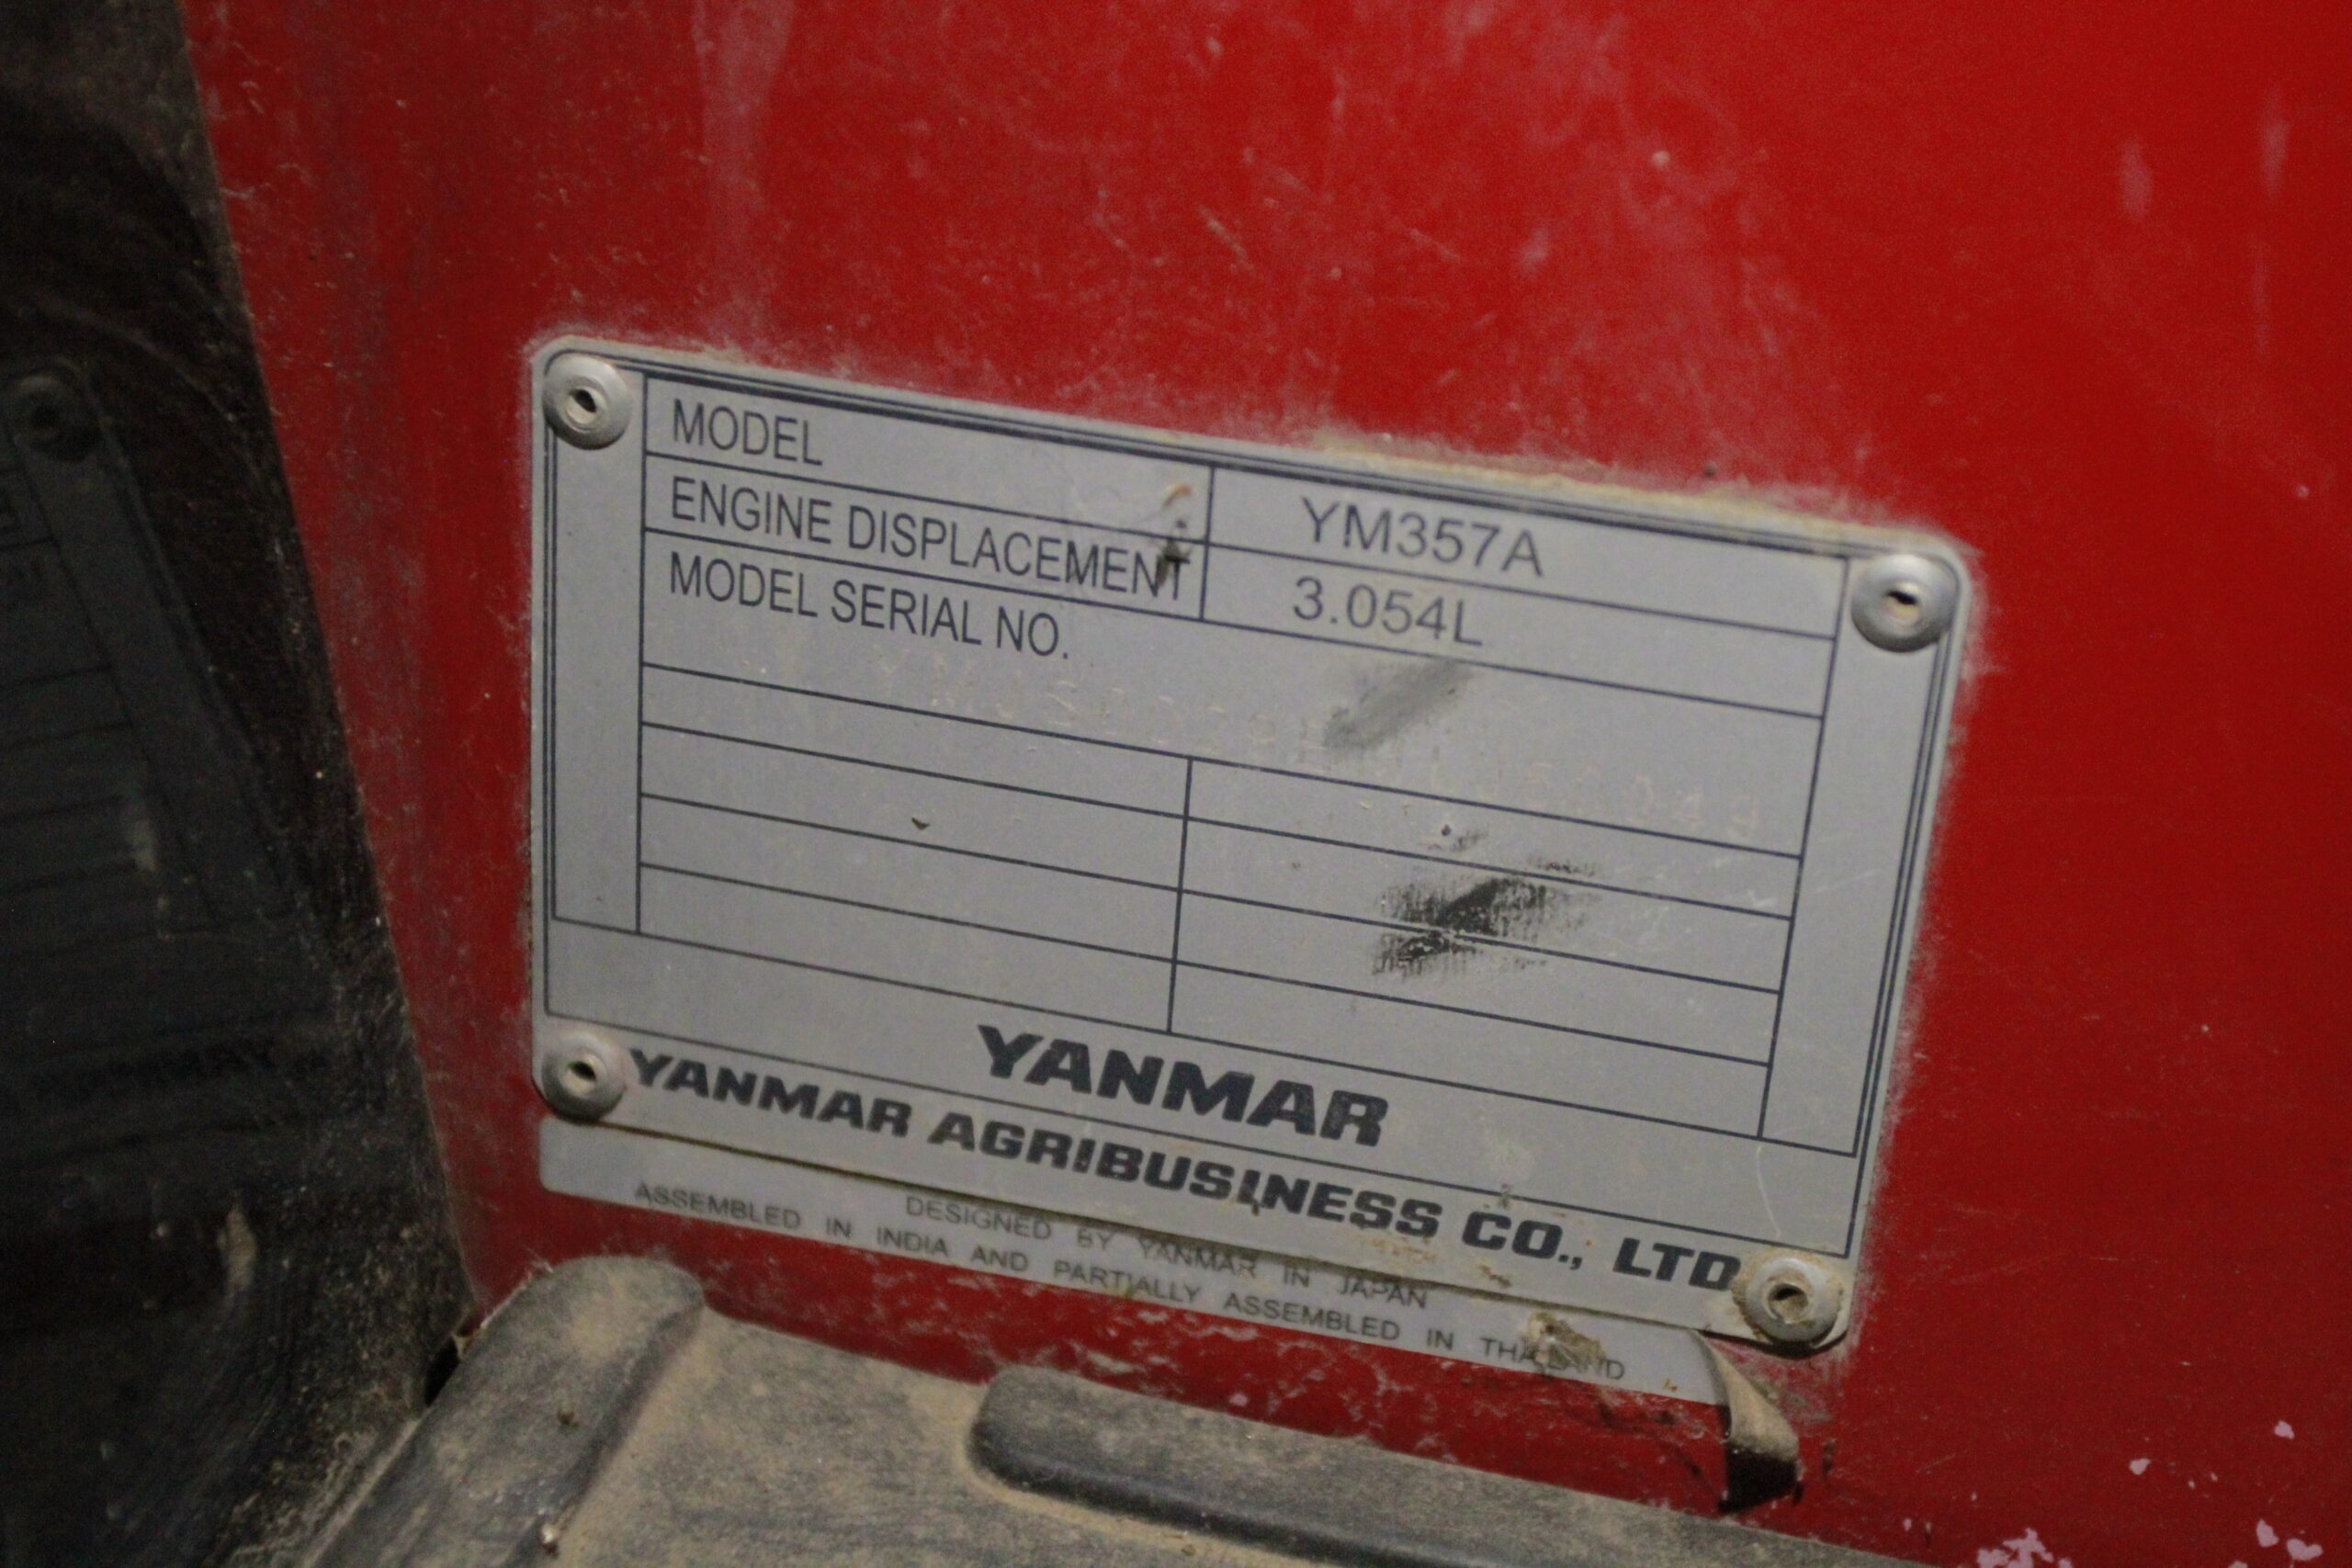 MODEL YM357A
ENGINE DISPLACEMENT 3.054L
MODEL SERIAL NO.
YANMAR
YANMAR AGRIBUSINESS CO., LTD
DESIGNED BY YANMAR IN JAPAN
ASSEMBLED IN INDIA AND PARTIALLY ASSEMBLED IN THAILAND